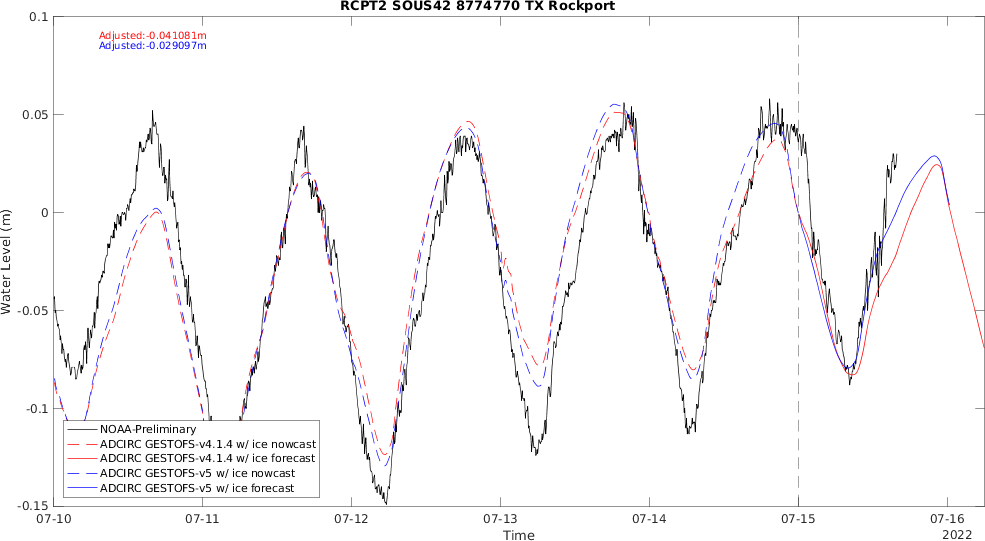 RCPT2 SOUS42 8774770 TX Rockport
0.1
Adjusted:-0.041081m
Adjusted:-0.029097m
0.05
0
Water Level (m)
-0.05
-0.1
NOAA-Preliminary
ADCIRC GESTOFS-v4.1.4 w/ ice nowcast
ADCIRC GESTOFS-v4.1.4 w/ ice forecast
ADCIRC GESTOFS-v5 w/ ice nowcast
ADCIRC GESTOFS-v5 w/ ice forecast
-0.15
07-10 07-11 07-12 07-13 07-14 07-15 07-16
Time
2022